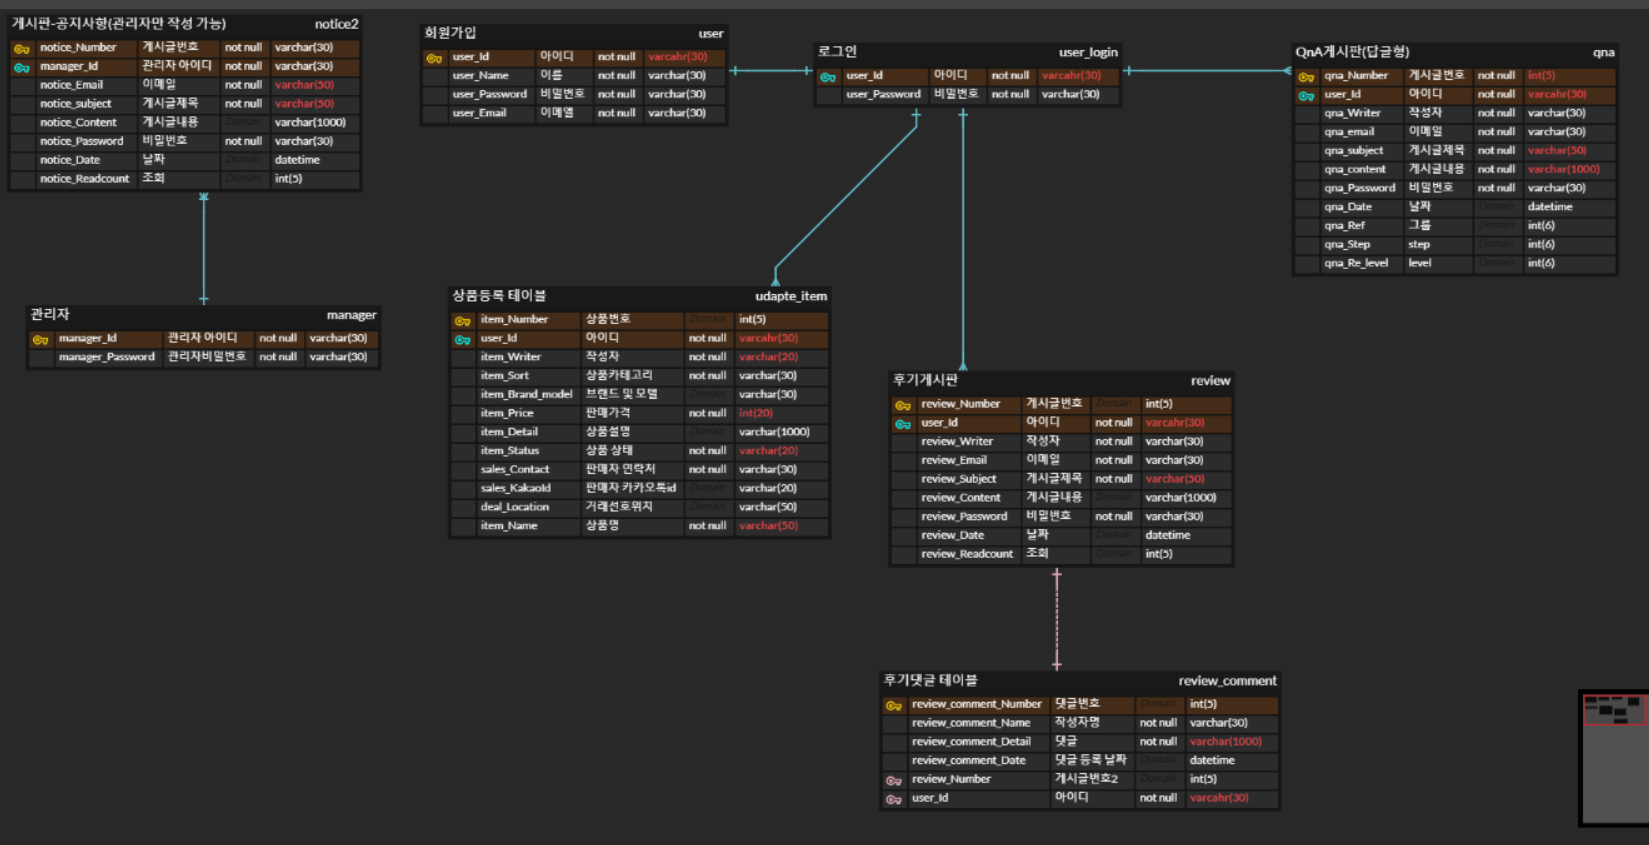 게시판-공지사항(관리자만 작성 가능) notice2
notice_Number 게시글번호 not null varchar(30)
manager_Id 관리자 아이디 not null varchar(30)
notice_Email 이메일 not null varchar(50)
notice_subject 게시글제목 not null varchar(50)
notice_Content 게시글내용 Domain varchar(1000)
notice_Password 비밀번호 not null varchar(30)
notice_Date 날짜 Domain datetime
notice_Readcount 조회 Domain int(5)
관리자 manager
manager_Id 관리자 아이디 not null varchar(30)
manager_Password 관리자비밀번호 not null varchar(30)
회원가입 user
user_Id 아이디 not null varcahr(30)
user_Name 이름 not null varchar(30)
user_Password 비밀번호 not null varchar(30)
user_Email 이메엘 not null varchar(30)
로그인 user_login
user_Id 아이디 not null varcahr(30)
user_Password 비밀번호 not null varchar(30)
QnA게시판(답글형) qna
qna_Number 게시글번호 not null int(5)
user_Id 아이디 not null varcahr(30)
qna_Writer 작성자 not null varchar(30)
qna_email 이메일 not null varchar(30)
qna_subject 게시글제목 not null varchar(50)
qna_content 게시글내용 not null varchar(1000)
qna_Password 비밀번호 not null varchar(30)
qna_Date 날짜 Domain datetime
qna_Ref 그룹 Domain int(6)
qna_Step step Domain int(6)
qna_Re_level level Domain int(6)
상품등록 테이블 udapte_item
item_Number 상품번호 Domain int(5)
user_Id 아이디 not null varcahr(30)
item_Writer 작성자 not null varchar(20)
item_Sort 상품카테고리 not null varchar(30)
item_Brand_model 브랜드 및 모델 Domain varchar(30)
item_Price 판매가격 not null int(20)
item_Detail 상품설명 Domain varchar(1000)
item_Status 상품 상태 not null varchar(20)
sales_Contact 판매자 연락처 not null varchar(30)
sales_KakaoId 판매자 카카오톡id Domain varchar(20)
deal_Location 거래선호위치 Domain varchar(50)
item_Name 상품명 not null varchar(50)
후기게시판 review
review_Number 게시글번호 Domain int(5)
user_Id 아이디 not null varcahr(30)
review_Writer 작성자 not null varchar(30)
review_Email 이메일 not null varchar(30)
review_Subject 게시글제목 not null varchar(50)
review_Content 게시글내용 Domain varchar(1000)
review_Password 비밀번호 not null varchar(30)
review_Date 날짜 Domain datetime
review_Readcount 조회 Domain int(5)
후기댓글 테이블 review_comment
review_comment_Number 댓글번호 Domain int(5)
review_comment_Name 작성자명 not null varchar(30)
review_comment_Detail 댓글 not null varchar(1000)
review_comment_Date 댓글 등록 날짜 Domain datetime
review_Number 게시글번호2 Domain int(5)
user_Id 아이디 not null varcahr(30)